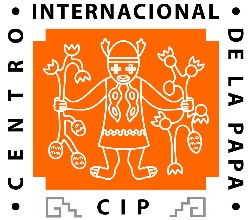 CENTRO
INTERNACIONAL
DE LA PAPA
CIP